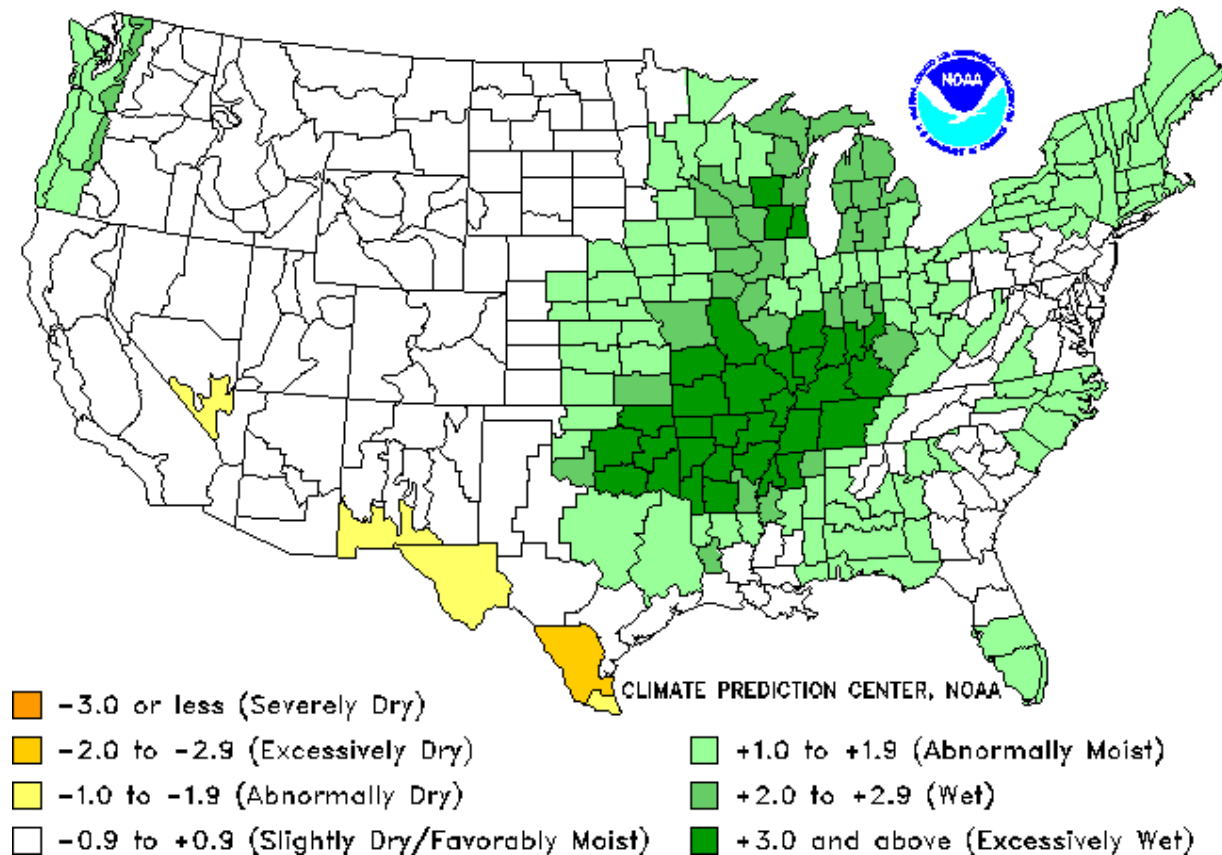 NOAA
CLIMATE PREDICTION CENTER, NOAA
-3.0 or less (Severely Dry)
-2.0 to -2.9 (Excessively Dry)
-1.0 to -1.9 (Abnormally Dry)
-0.9 to +0.9 (Slightly Dry/Favorably Moist)
+1.0 to +1.9 (Abnormally Moist)
+2.0 to +2.9 (Wet)
+3.0 and above (Excessively Wet)